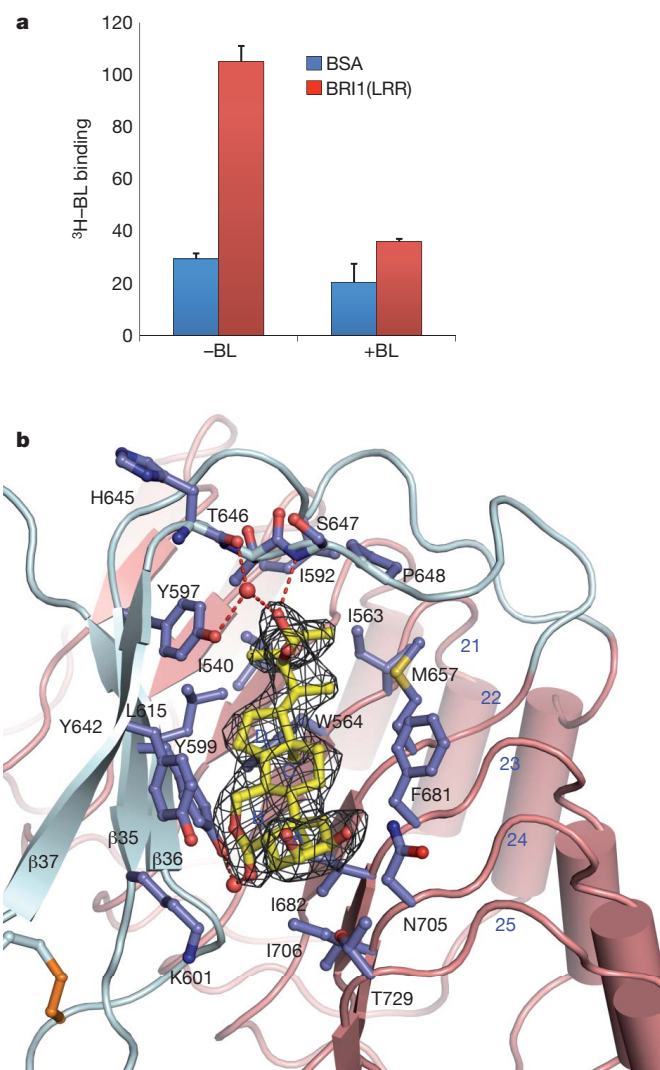 a
120
100
80
60
40
20
0
³H–BL binding
BSA
BRI1(LRR)
–BL
+BL
b
H645
T646
S647
I592
P648
Y597
I563
I540
21
M657
22
L615
W564
Y642
Y599
23
F681
24
β35
β37
β36
I682
N705
25
I706
K601
T729